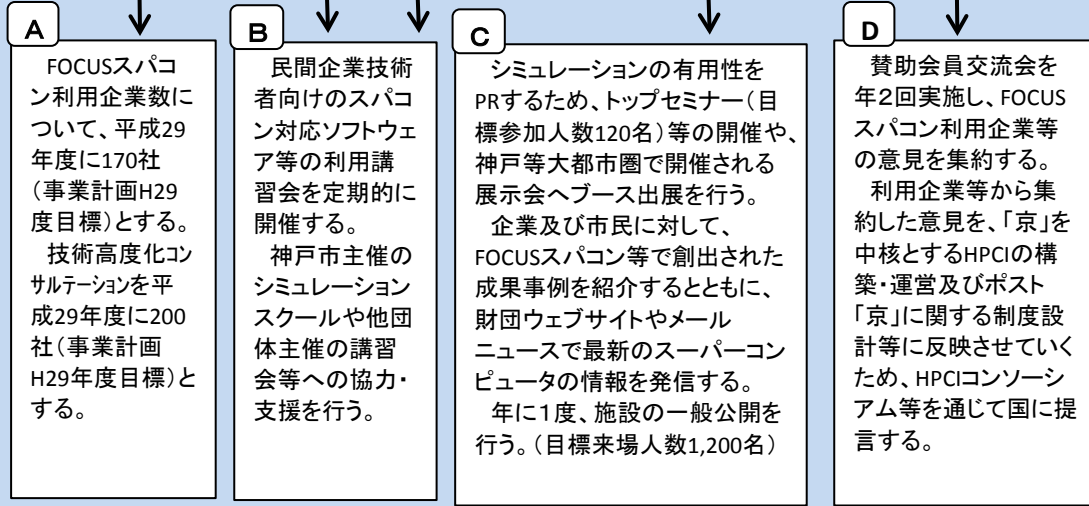 A
FOCUSスパコ
ン利用企業数に
ついて、平成29
年度に170社
（事業計画H29
度目標）とする。
技術高度化コン
サルテーションを平
成29年度に200
社（事業計画
H29年度目標）と
する。
B
民間企業技術
者向けのスパコ
ン対応ソフトウェ
ア等の利用講
習会を定期的に
開催する。
神戸市主催の
シミュレーション
スクールや他団
体主催の講習
会等への協力・
支援を行う。
C
シミュレーションの有用性を
PRするため、トップセミナー（目
標参加人数120名）等の開催や、
神戸等大都市圏で開催される
展示会へブース出展を行う。
企業及び市民に対して、
FOCUSスパコン等で創出された
成果事例を紹介するとともに、
財団ウェブサイトやメール
ニュースで最新のスーパーコン
ピュータの情報を発信する。
年に１度、施設の一般公開を
行う。（目標来場人数1,200名）
D
賛助会員交流会を
年２回実施し、FOCUS
スパコン利用企業等
の意見を集約する。
利用企業等から集
約した意見を、「京」を
中核とするHPCIの構
築・運営及びポスト
「京」に関する制度設
計等に反映させていく
ため、HPCIコンソーシ
アム等を通じて国に提
言する。